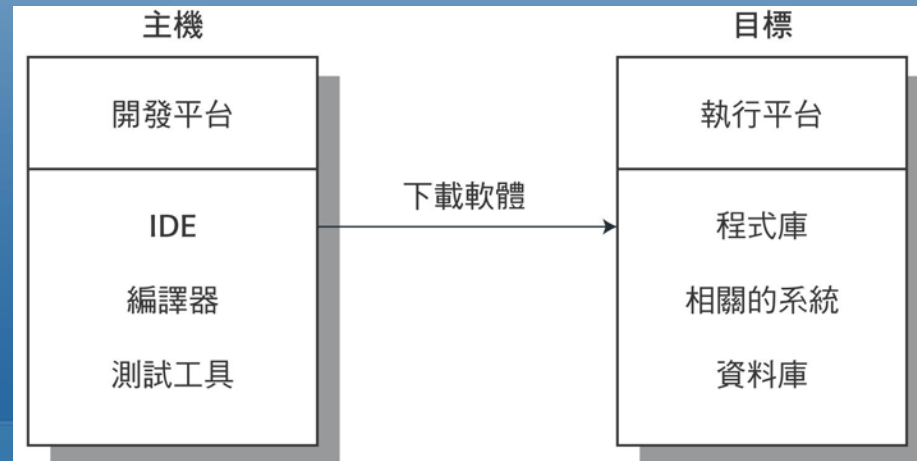 主機
開發平台
IDE
編譯器
測試工具
下載軟體
目標
執行平台
程式庫
相關的系統
資料庫